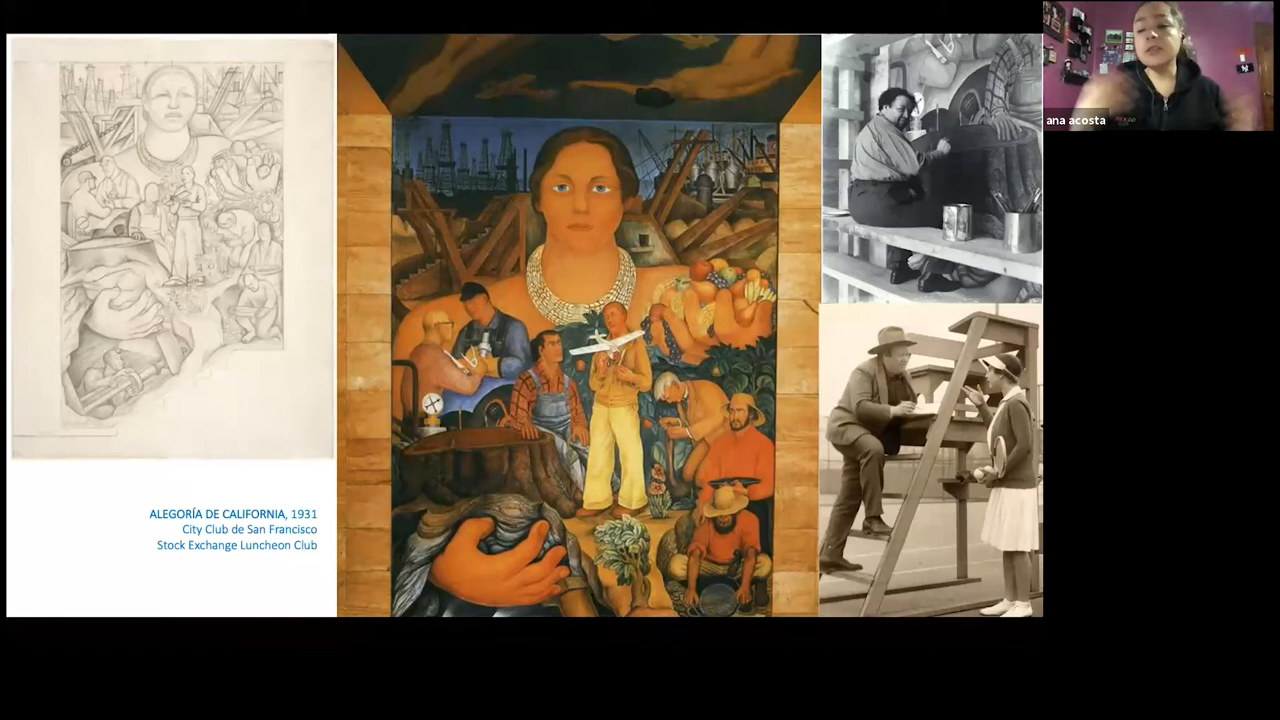 ALEGORÍA DE CALIFORNIA, 1931
City Club de San Francisco
Stock Exchange Luncheon Club
ana acosta